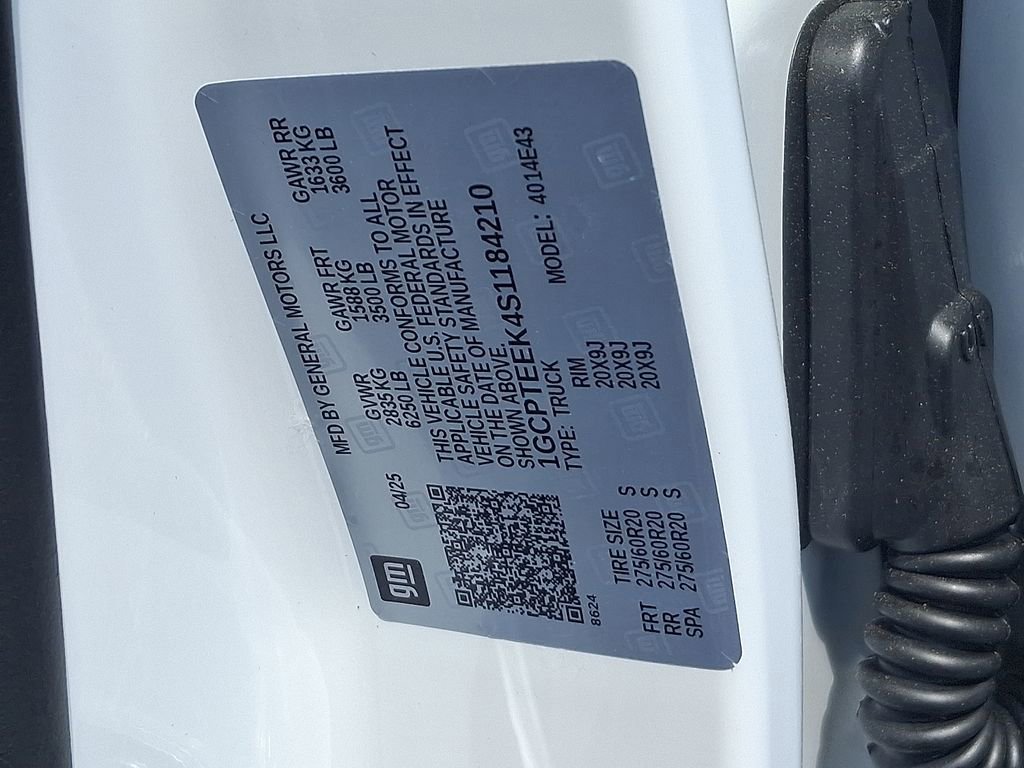 gm
MFD BY GENERAL MOTORS LLC
04/25
GVWR GAWR FRT GAWR RR
2835 KG 1588 KG 1633 KG
6250 LB 3500 LB 3600 LB
THIS VEHICLE CONFORMS TO ALL
APPLICABLE U.S. FEDERAL MOTOR
VEHICLE SAFETY STANDARDS IN EFFECT
ON THE DATE OF MANUFACTURE
SHOWN ABOVE.
1GCPTEEK4S1184210
TYPE: TRUCK MODEL: 4014E43
8624
TIRE SIZE RIM
FRT 275/60R20 S 20X9J
RR 275/60R20 S 20X9J
SPA 275/60R20 S 20X9J